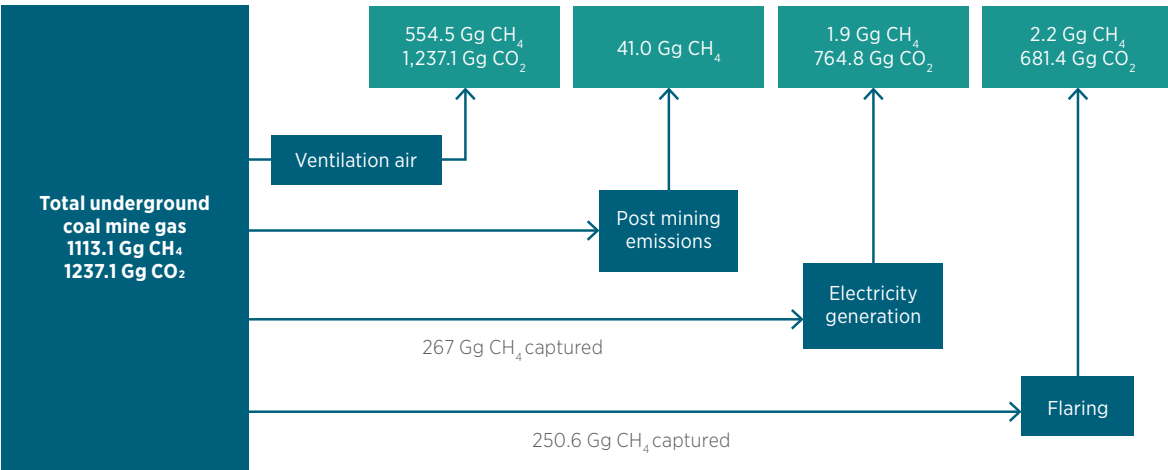 554.5 Gg CH₄
1,237.1 Gg CO₂
41.0 Gg CH₄
1.9 Gg CH₄
764.8 Gg CO₂
2.2 Gg CH₄
681.4 Gg CO₂
Ventilation air
Total underground
coal mine gas
1113.1 Gg CH₄
1237.1 Gg CO₂
Post mining
emissions
Electricity
generation
267 Gg CH₄ captured
Flaring
250.6 Gg CH₄ captured